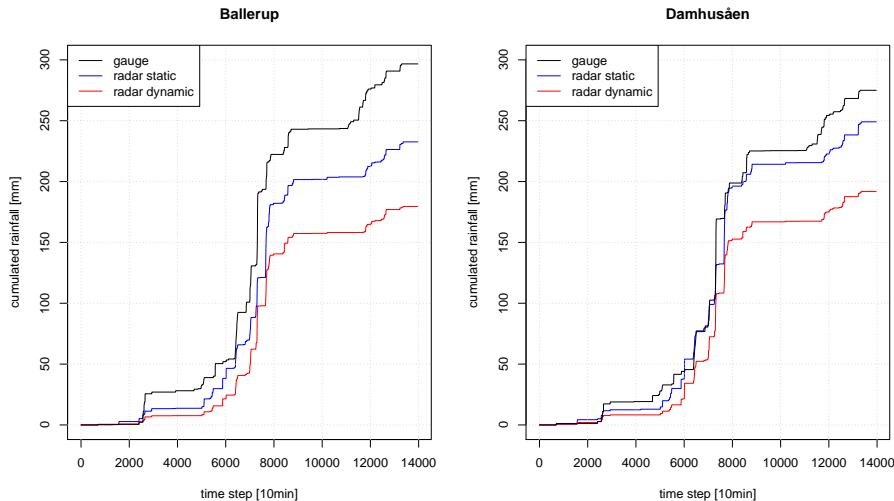 Ballerup
gauge
radar static
radar dynamic
cumulated rainfall [mm]
0
50
100
150
200
250
300
0
2000
4000
6000
8000
10000
12000
14000
time step [10min]
Damhusåen
gauge
radar static
radar dynamic
cumulated rainfall [mm]
0
50
100
150
200
250
300
0
2000
4000
6000
8000
10000
12000
14000
time step [10min]